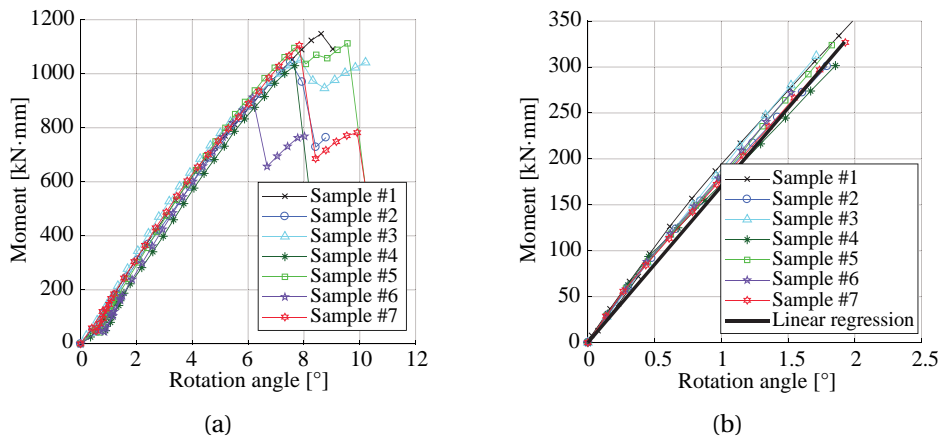 1200
1000
800
600
400
200
0
Moment [kN·mm]
0 2 4 6 8 10 12
Rotation angle [°]
Sample #1
Sample #2
Sample #3
Sample #4
Sample #5
Sample #6
Sample #7
(a)
350
300
250
200
150
100
50
0
Moment [kN·mm]
0 0.5 1 1.5 2 2.5
Rotation angle [°]
Sample #1
Sample #2
Sample #3
Sample #4
Sample #5
Sample #6
Sample #7
Linear regression
(b)